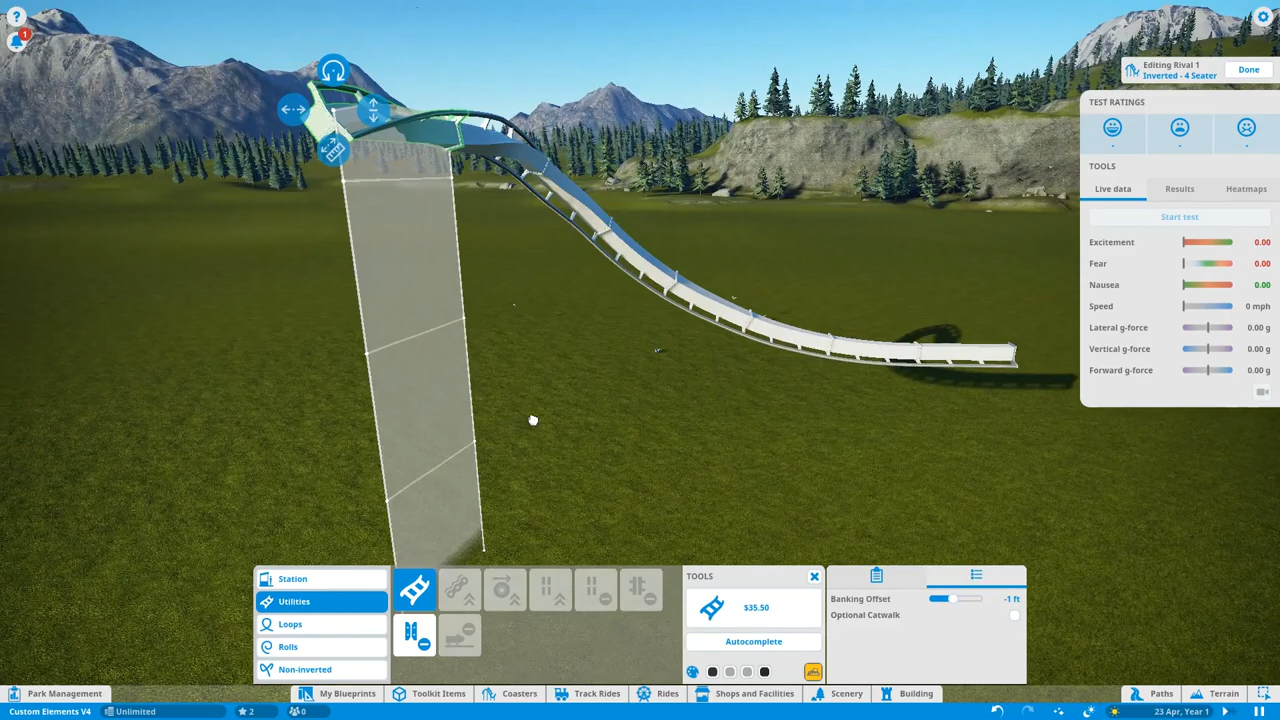 ?
1
Editing Rival 1
Inverted - 4 Seater
Done
TEST RATINGS
- - -
TOOLS
Live data Results Heatmaps
Start test
Excitement 0.00
Fear 0.00
Nausea 0.00
Speed 0 mph
Lateral g-force 0.00 g
Vertical g-force 0.00 g
Forward g-force 0.00 g
Station
Utilities
Loops
Rolls
Non-inverted
TOOLS
$35.50
Autocomplete
Banking Offset -1 ft
Optional Catwalk
Park Management My Blueprints Toolkit Items Coasters Track Rides Rides Shops and Facilities Scenery Building Paths Terrain
Custom Elements V4 Unlimited 2 0 23 Apr, Year 1